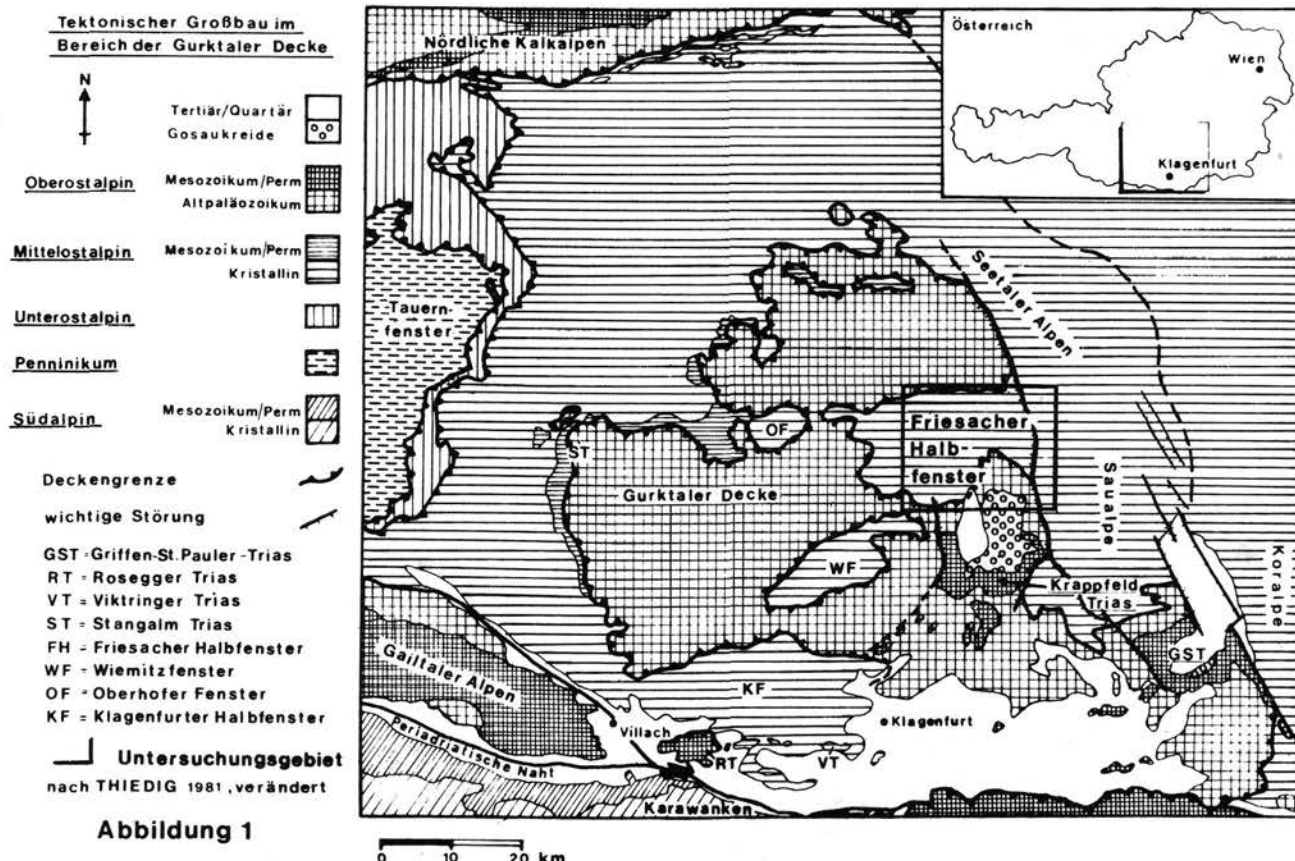 Tektonischer Großbau im
Bereich der Gurktaler Decke
N
Tertiär/Quartär
Gosaukreide
Oberostalpin
Mesozoikum/Perm
Altpaläozoikum
Mittelostalpin
Mesozoikum/Perm
Kristallin
Unterostalpin
Penninikum
Südalpin
Mesozoikum/Perm
Kristallin
Deckengrenze
wichtige Störung
GST = Griffen-St.Pauler-Trias
RT = Rosegger Trias
VT = Viktringer Trias
ST = Stangalm Trias
FH = Friesacher Halbfenster
WF = Wiemitzfenster
OF = Oberhofer Fenster
KF = Klagenfurter Halbfenster
Untersuchungsgebiet
nach THIEDIG 1981, verändert
Abbildung 1
Nördliche Kalkalpen
Österreich
Wien
Klagenfurt
Seetaler Alpen
Tauern-
fenster
OF
Friesacher
Halb-
fenster
ST
Gurktaler Decke
Saualpe
Koralpe
WF
Krappfeld
Trias
GST
Gailtaler Alpen
KF
Klagenfurt
Villach
Periadriatische Naht
RT
VT
Karawanken
0 10 20 km